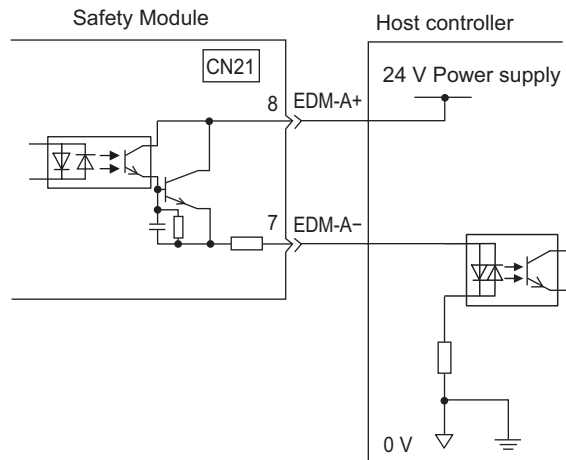 Safety Module
Host controller
CN21
24 V Power supply
8 EDM-A+
7 EDM-A−
0 V